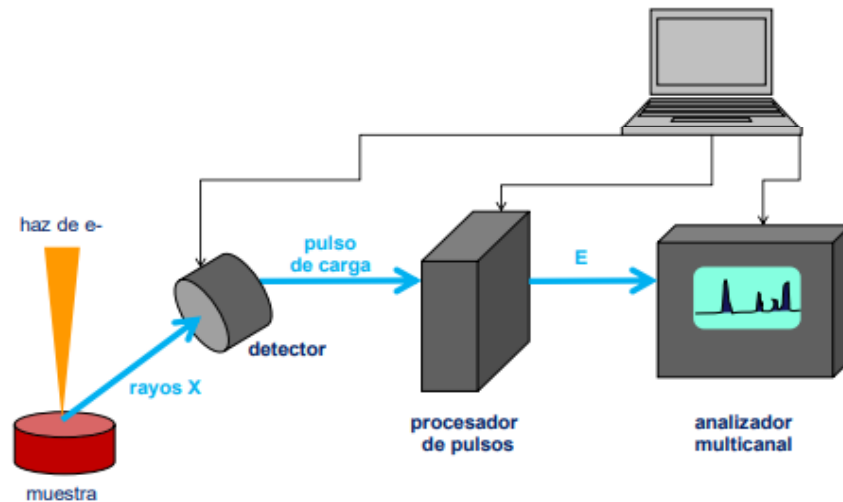 haz de e-
pulso
de carga
E
detector
rayos X
procesador
de pulsos
analizador
multicanal
muestra